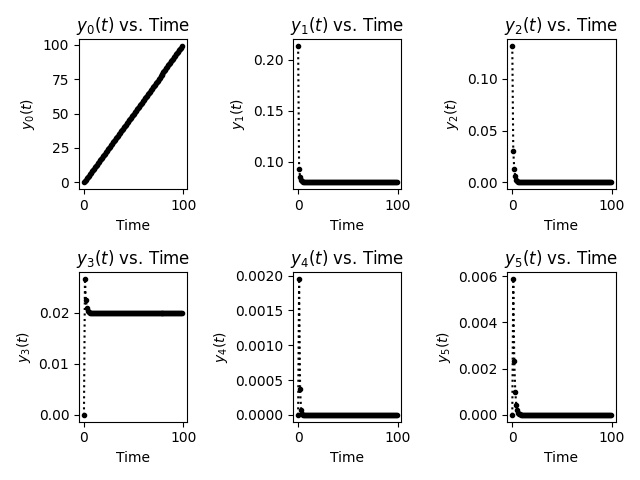 y₀(t) vs. Time
y₁(t) vs. Time
y₂(t) vs. Time
100
75
50
25
0
y₀(t)
0 100
Time
0.20
0.15
0.10
y₁(t)
0 100
Time
0.10
0.05
0.00
y₂(t)
0 100
Time
y₃(t) vs. Time
y₄(t) vs. Time
y₅(t) vs. Time
0.02
0.01
0.00
y₃(t)
0 100
Time
0.0020
0.0015
0.0010
0.0005
0.0000
y₄(t)
0 100
Time
0.006
0.004
0.002
0.000
y₅(t)
0 100
Time